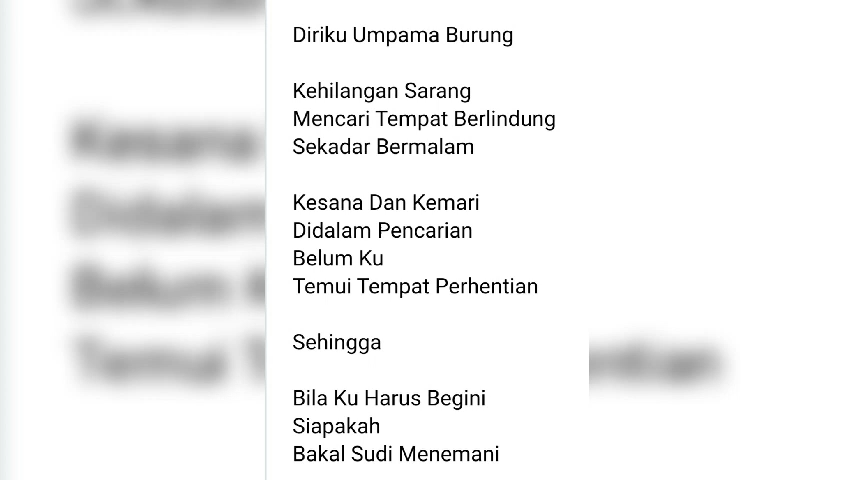 Diriku Umpama Burung
Kehilangan Sarang
Mencari Tempat Berlindung
Sekadar Bermalam
Kesana Dan Kemari
Didalam Pencarian
Belum Ku
Temui Tempat Perhentian
Sehingga
Bila Ku Harus Begini
Siapakah
Bakal Sudi Menemani